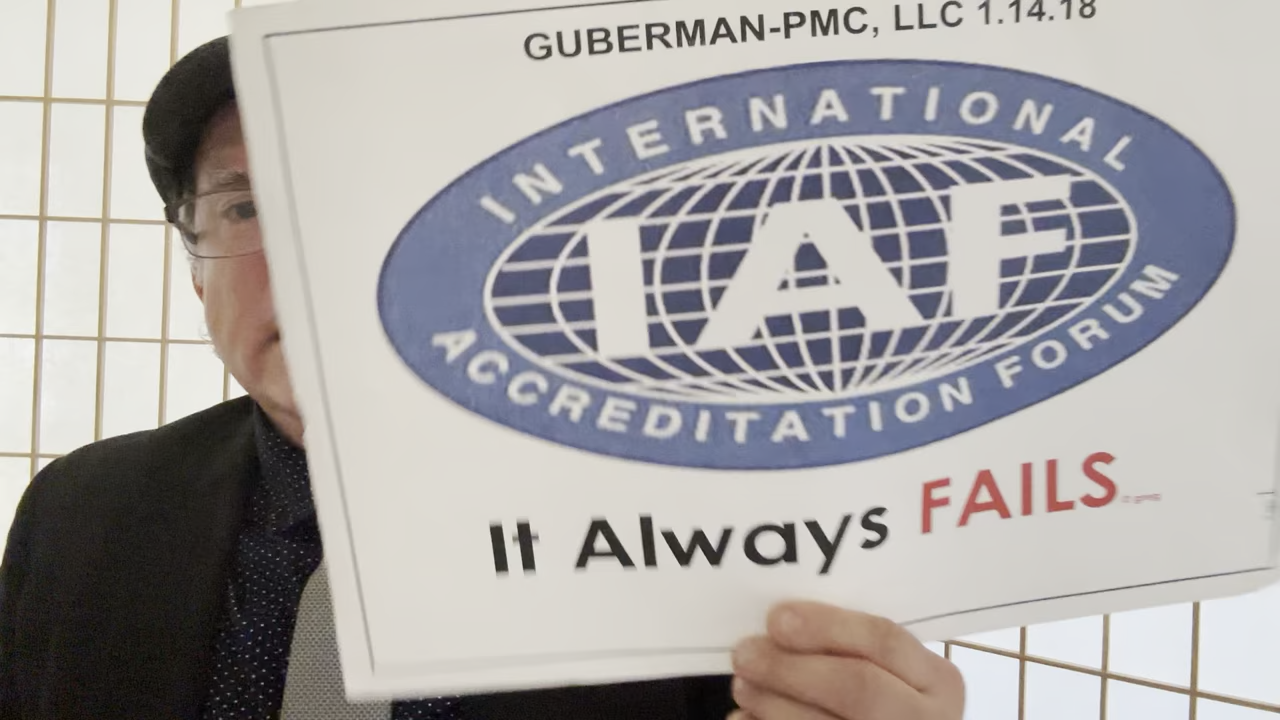 GUBERMAN-PMC, LLC 1.14.18
INTERNATIONAL
IAF
ACCREDITATION FORUM
It Always FAILS